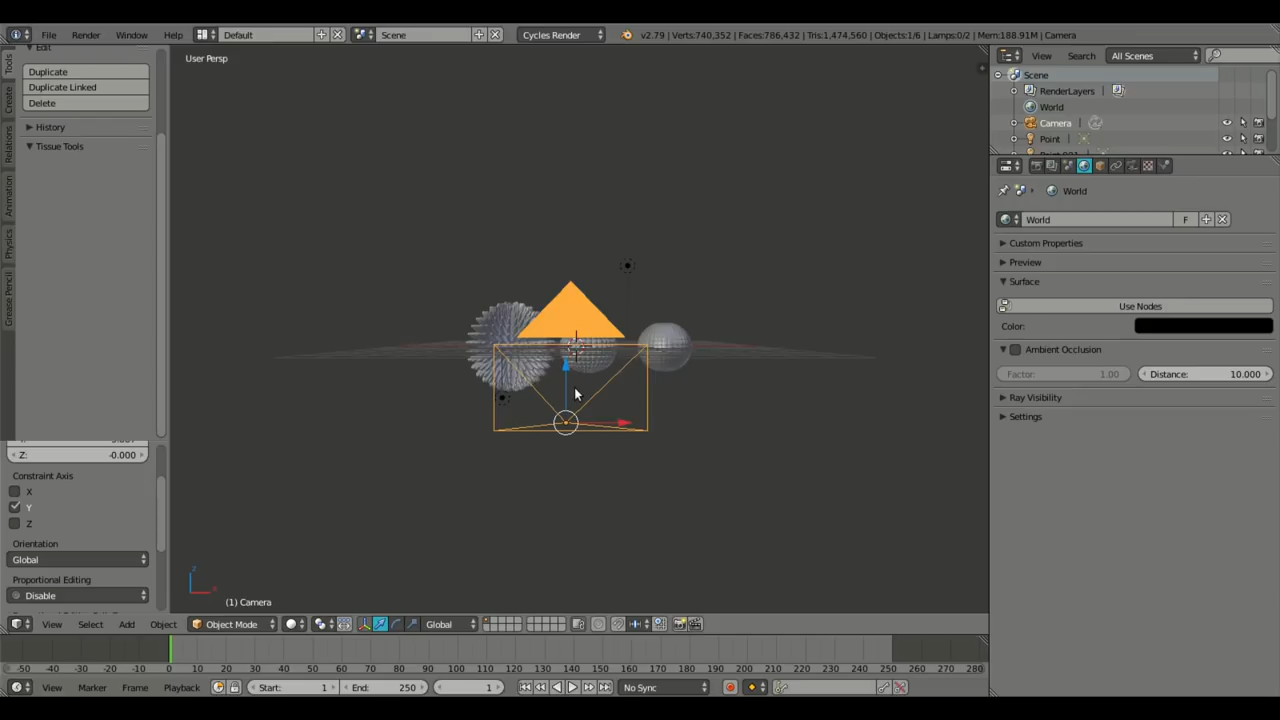 File Render Window Help Default Scene Cycles Render v2.79 | Verts:740,352 | Faces:786,432 | Tris:1,474,560 | Objects:1/6 | Lamps:0/2 | Mem:188.91M | Camera
Tools
Create
Relations
Animation
Physics
Grease Pencil
Edit
Duplicate
Duplicate Linked
Delete
History
Tissue Tools
Z: -0.000
Constraint Axis
X
Y
Z
Orientation
Global
Proportional Editing
Disable
User Persp
z
x
(1) Camera
View Select Add Object Object Mode Global
View Search All Scenes
Scene
RenderLayers
World
Camera
Point
World
World F
Custom Properties
Preview
Surface
Use Nodes
Color:
Ambient Occlusion
Factor: 1.00 Distance: 10.000
Ray Visibility
Settings
-50 -40 -30 -20 -10 0 10 20 30 40 50 60 70 80 90 100 110 120 130 140 150 160 170 180 190 200 210 220 230 240 250 260 270 280
View Marker Frame Playback Start: 1 End: 250 1 No Sync